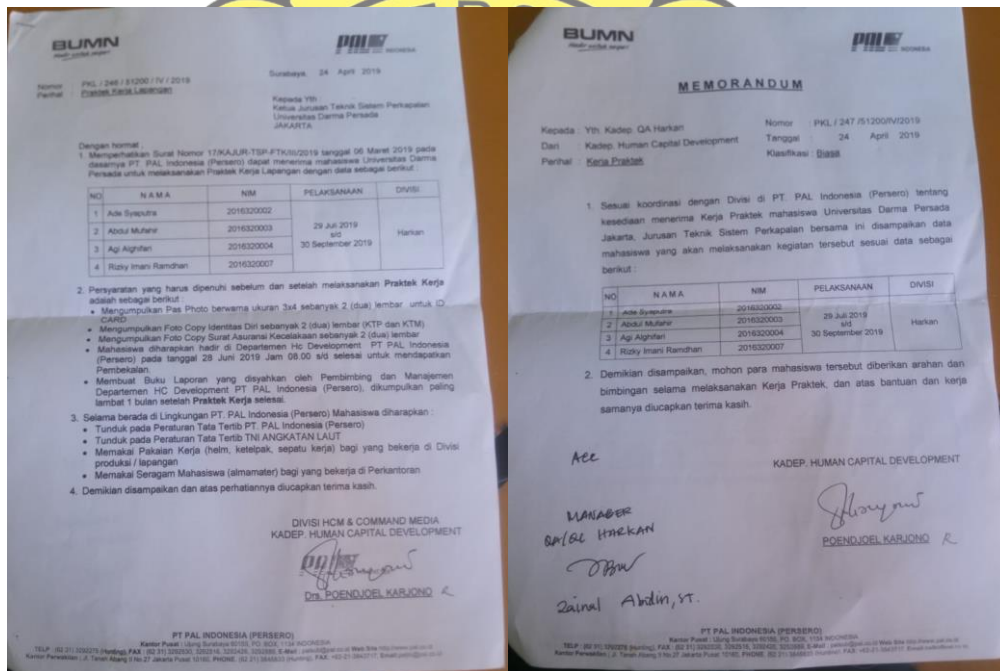 BUMN
Hadir untuk negeri
PAL
INDONESIA
Surabaya, 24 April 2019
Nomor : PKL / 246 / 51200 / IV / 2019
Perihal : Praktek Kerja Lapangan
Kepada Yth :
Ketua Jurusan Teknik Sistem Perkapalan
Universitas Darma Persada
JAKARTA
Dengan hormat ,
1. Memperhatikan Surat Nomor 17/KAJUR-TSP-FTK/III/2019 tanggal 06 Maret 2019 pada
dasarnya PT. PAL Indonesia (Persero) dapat menerima mahasiswa Universitas Darma
Persada untuk melaksanakan Praktek Kerja Lapangan dengan data sebagai berikut :
NO NAMA NIM PELAKSANAAN DIVISI
1 Ade Syaputra 2016320002
2 Abdul Mufahir 2016320003
3 Agi Alghifari 2016320004
4 Rizky Imani Ramdhan 2016320007
29 Juli 2019
s/d
30 September 2019
Harkan
2. Persyaratan yang harus dipenuhi sebelum dan setelah melaksanakan Praktek Kerja
adalah sebagai berikut :
• Mengumpulkan Pas Photo berwarna ukuran 3x4 sebanyak 2 (dua) lembar untuk ID
CARD
• Mengumpulkan Foto Copy Identitas Diri sebanyak 2 (dua) lembar (KTP dan KTM)
• Mengumpulkan Foto Copy Surat Asuransi Kecelakaan sebanyak 2 (dua) lembar
• Mahasiswa diharapkan hadir di Departemen Hc Development PT PAL Indonesia
(Persero) pada tanggal 28 Juni 2019 Jam 08.00 s/d selesai untuk mendapatkan
Pembekalan.
• Membuat Buku Laporan yang disyahkan oleh Pembimbing dan Manajemen
Departemen HC Development PT PAL Indonesia (Persero), dikumpulkan paling
lambat 1 bulan setelah Praktek Kerja selesai.
3. Selama berada di Lingkungan PT. PAL Indonesia (Persero) Mahasiswa diharapkan :
• Tunduk pada Peraturan Tata Tertib PT. PAL Indonesia (Persero)
• Tunduk pada Peraturan Tata Tertib TNI ANGKATAN LAUT
• Memakai Pakaian Kerja (helm, ketelpak, sepatu kerja) bagi yang bekerja di Divisi
produksi / lapangan
• Memakai Seragam Mahasiswa (almamater) bagi yang bekerja di Perkantoran
4. Demikian disampaikan dan atas perhatiannya diucapkan terima kasih.
DIVISI HCM & COMMAND MEDIA
KADEP. HUMAN CAPITAL DEVELOPMENT
Drs. POENDJOEL KARJONO
PT PAL INDONESIA (PERSERO)
BUMN
Hadir untuk negeri
PAL
INDONESIA
MEMORANDUM
Kepada : Yth. Kadep. QA Harkan
Dari : Kadep. Human Capital Development
Perihal : Kerja Praktek
Nomor : PKL / 247 /51200/IV/2019
Tanggal : 24 April 2019
Klasifikasi : Biasa
1. Sesuai koordinasi dengan Divisi di PT. PAL Indonesia (Persero) tentang
kesediaan menerima Kerja Praktek mahasiswa Universitas Darma Persada
Jakarta, Jurusan Teknik Sistem Perkapalan bersama ini disampaikan data
mahasiswa yang akan melaksanakan kegiatan tersebut sesuai data sebagai
berikut :
NO NAMA NIM PELAKSANAAN DIVISI
1 Ade Syaputra 2016320002
2 Abdul Mufahir 2016320003
3 Agi Alghifari 2016320004
4 Rizky Imani Ramdhan 2016320007
29 Juli 2019
s/d
30 September 2019
Harkan
2. Demikian disampaikan, mohon para mahasiswa tersebut diberikan arahan dan
bimbingan selama melaksanakan Kerja Praktek, dan atas bantuan dan kerja
samanya diucapkan terima kasih.
Acc
KADEP. HUMAN CAPITAL DEVELOPMENT
MANAGER
QA/QC HARKAN
POENDJOEL KARJONO
Zainal Abidin, ST.
PT PAL INDONESIA (PERSERO)